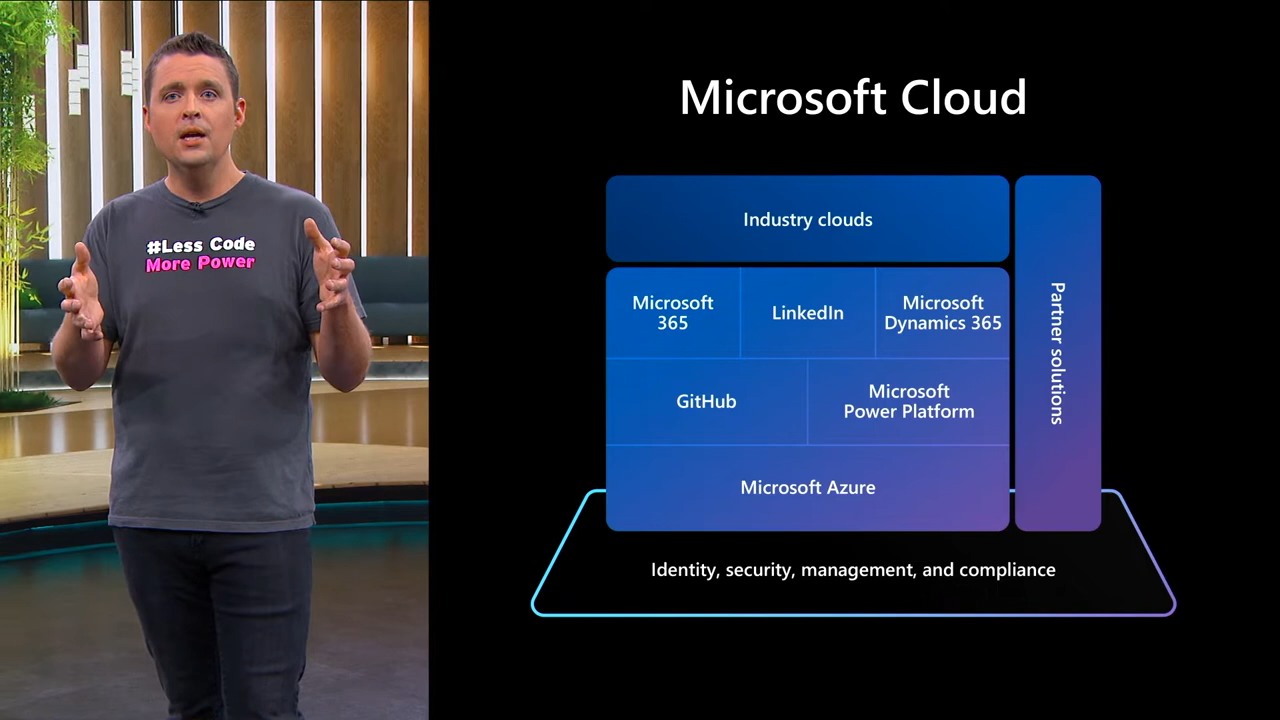 #Less Code
More Power
Microsoft Cloud
Industry clouds
Microsoft
365
LinkedIn
Microsoft
Dynamics 365
GitHub
Microsoft
Power Platform
Microsoft Azure
Partner solutions
Identity, security, management, and compliance